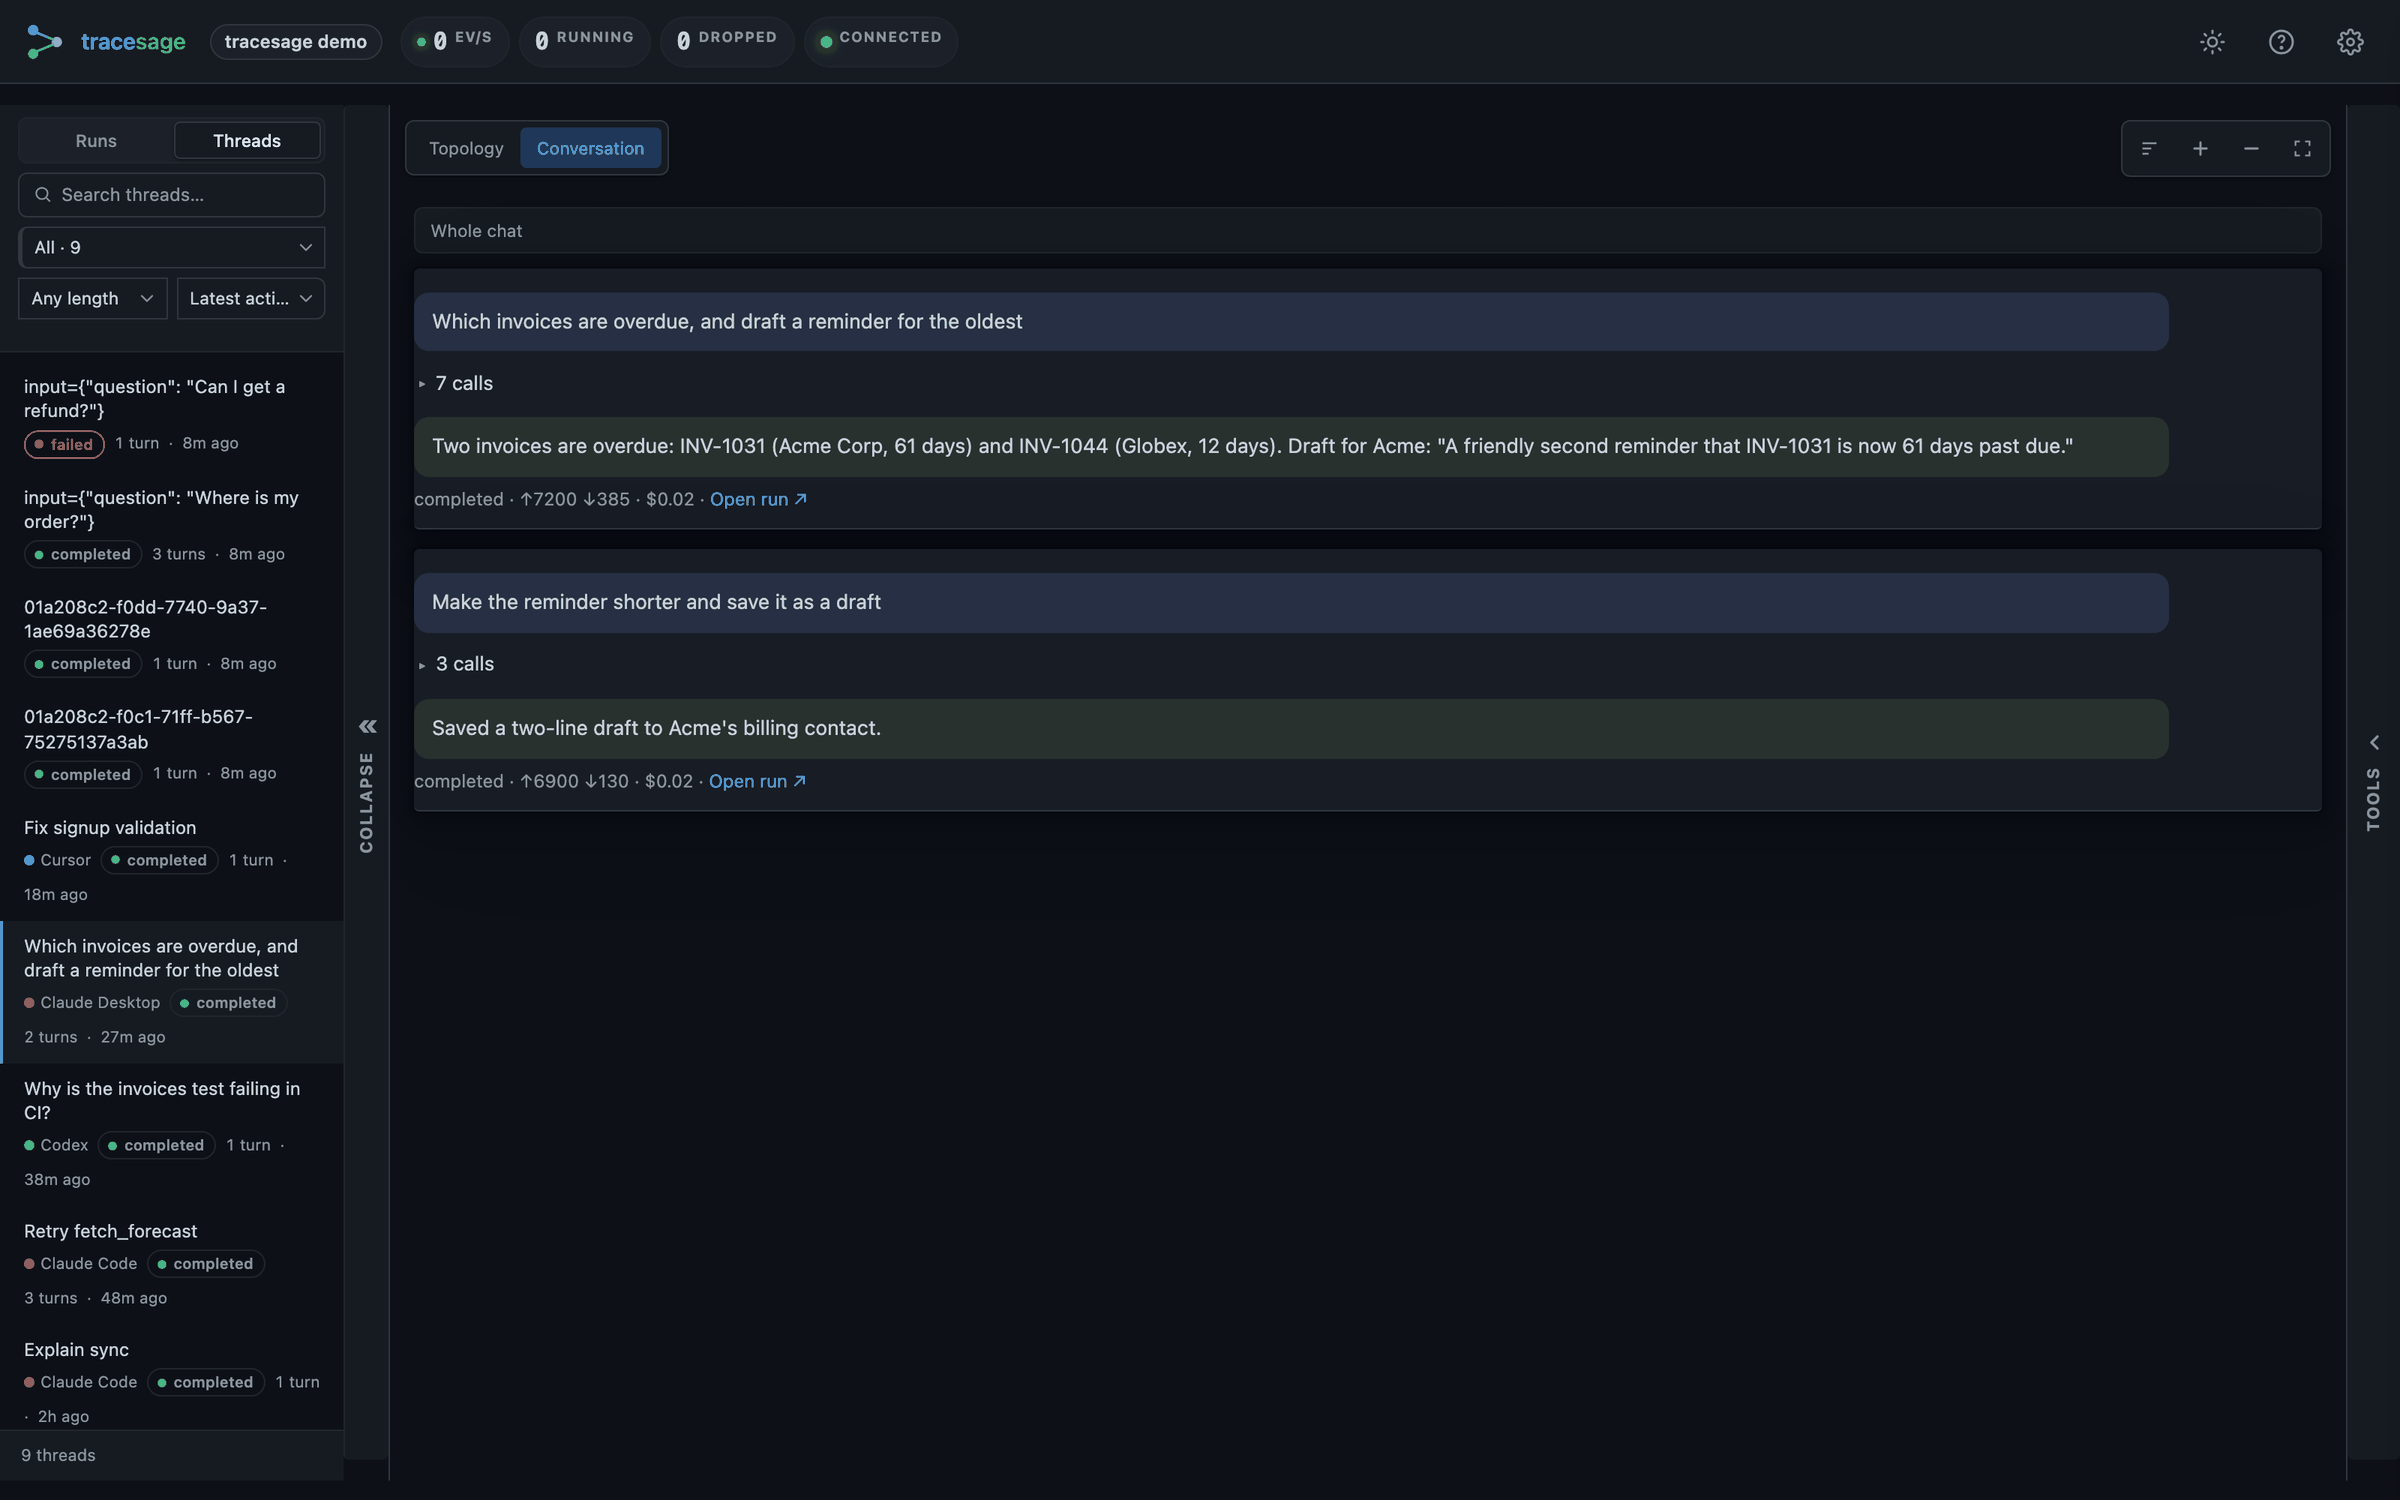 tracesage
tracesage demo
0 EV/S
0 RUNNING
0 DROPPED
CONNECTED
Runs
Threads
Search threads...
All · 9
Any length
Latest acti...
input={"question": "Can I get a
refund?"}
failed 1 turn · 8m ago
input={"question": "Where is my
order?"}
completed 3 turns · 8m ago
01a208c2-f0dd-7740-9a37-
1ae69a36278e
completed 1 turn · 8m ago
01a208c2-f0c1-71ff-b567-
75275137a3ab
completed 1 turn · 8m ago
Fix signup validation
Cursor completed 1 turn ·
18m ago
Which invoices are overdue, and
draft a reminder for the oldest
Claude Desktop completed
2 turns · 27m ago
Why is the invoices test failing in
CI?
Codex completed 1 turn ·
38m ago
Retry fetch_forecast
Claude Code completed
3 turns · 48m ago
Explain sync
Claude Code completed 1 turn
· 2h ago
9 threads
COLLAPSE
Topology
Conversation
Whole chat
Which invoices are overdue, and draft a reminder for the oldest
7 calls
Two invoices are overdue: INV-1031 (Acme Corp, 61 days) and INV-1044 (Globex, 12 days). Draft for Acme: "A friendly second reminder that INV-1031 is now 61 days past due."
completed · ↑7200 ↓385 · $0.02 · Open run ↗
Make the reminder shorter and save it as a draft
3 calls
Saved a two-line draft to Acme's billing contact.
completed · ↑6900 ↓130 · $0.02 · Open run ↗
TOOLS